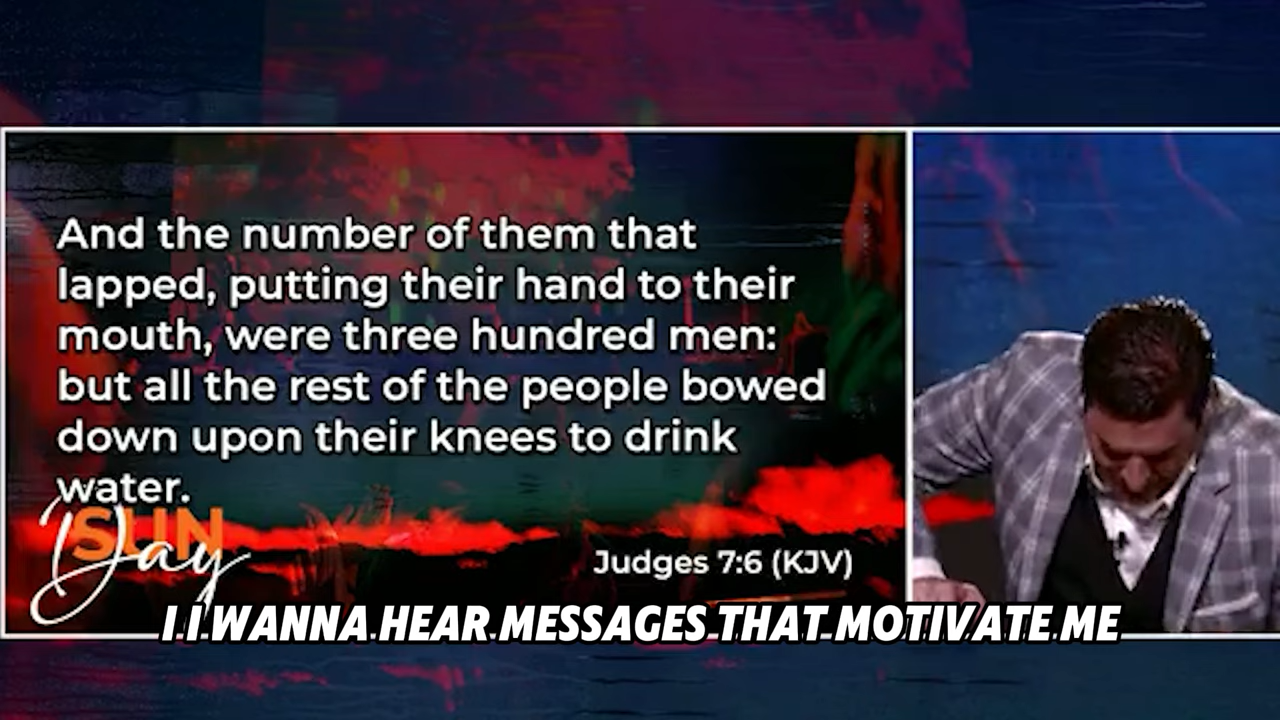 And the number of them that
lapped, putting their hand to their
mouth, were three hundred men:
but all the rest of the people bowed
down upon their knees to drink
water.
SUN
Day
Judges 7:6 (KJV)
I I WANNA HEAR MESSAGES THAT MOTIVATE ME